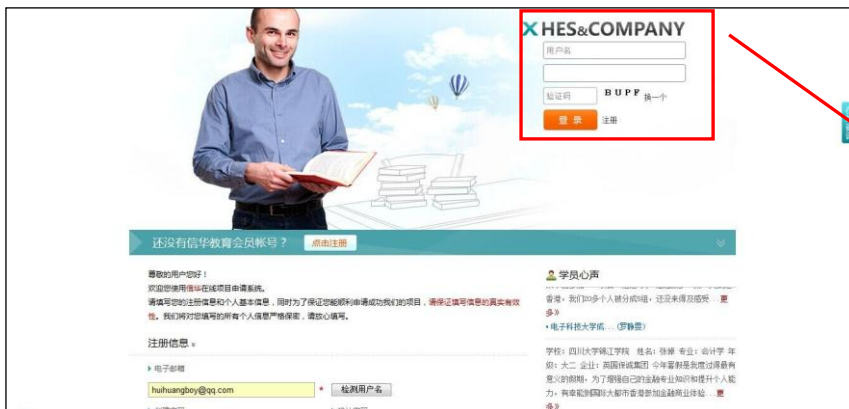 HES&COMPANY
用户名
验证码 BUPF 换一个
登 录 注册
还没有信华教育会员帐号？ 点击注册
尊敬的用户您好！
欢迎您使用信华在线项目申请系统。
请填写您的注册信息和个人基本信息，同时为了保证您能顺利申请成功我们的项目，请保证填写信息的真实有效
性。我们将对您填写的所有个人信息严格保密，请放心填写。
注册信息
电子邮箱
huihuangboy@qq.com * 检测用户名
学员心声
香港，我们100多个人被分成9组，还没来得及感受... 更
多》
•电子科技大学成... (罗静雯)
学校：四川大学锦江学院 姓名：张婷 专业：会计学 年
级：大二 企业：英国保诚集团 今年暑假是我度过得最有
意义的假期，为了增强自己的金融专业知识和提升个人能
力，有幸能到国际大都市香港参加金融商业体验... 更
多》